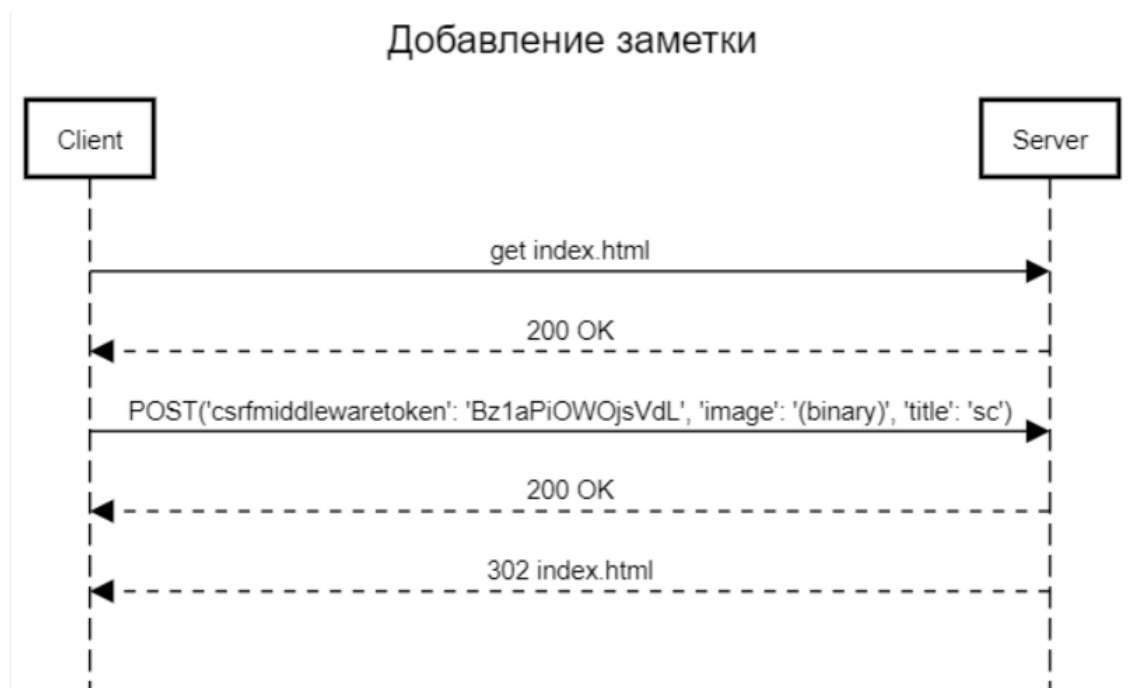 Добавление заметки
Client
Server
get index.html
200 OK
POST('csrfmiddlewaretoken': 'Bz1aPiOWOjsVdL', 'image': '(binary)', 'title': 'sc')
200 OK
302 index.html